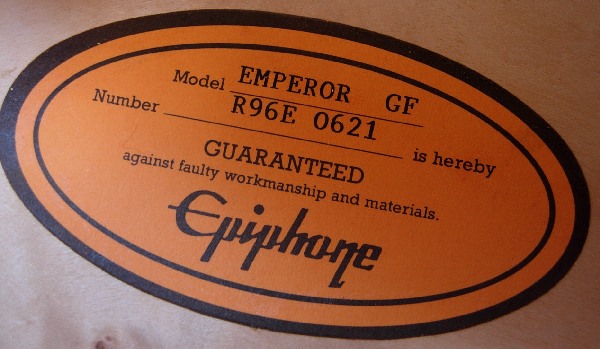 Model EMPEROR GF
Number R96E 0621 is hereby
GUARANTEED
against faulty workmanship and materials.
Epiphone